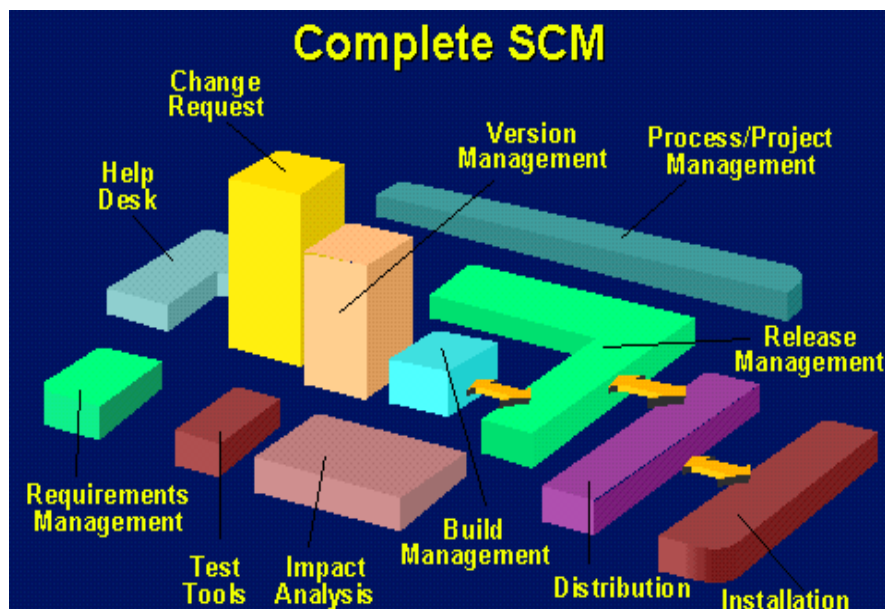 Complete SCM
Change
Request
Version
Management
Process/Project
Management
Help
Desk
Release
Management
Requirements
Management
Test
Tools
Impact
Analysis
Build
Management
Distribution
Installation